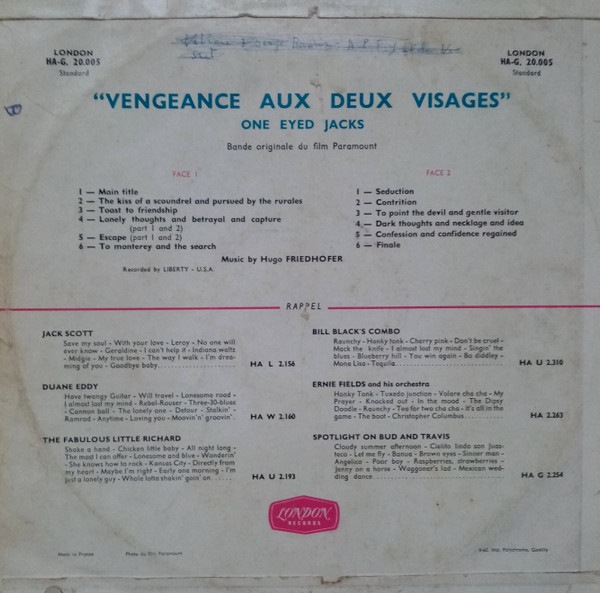 LONDON
HA-G. 20.005
Standard
LONDON
HA-G. 20.005
Standard
"VENGEANCE AUX DEUX VISAGES"
ONE EYED JACKS
Bande originale du film Paramount
FACE 1
1 — Main title
2 — The kiss of a scoundrel and pursued by the rurales
3 — Toast to friendship
4 — Lonely thoughts and betrayal and capture
(part 1 and 2)
5 — Escape (part 1 and 2)
6 — To monterey and the search
FACE 2
1 — Seduction
2 — Contrition
3 — To point the devil and gentle visitor
4 — Dark thoughts and necklage and idea
5 — Confession and confidence regained
6 — Finale
Music by Hugo FRIEDHOFER
Recorded by LIBERTY - U.S.A.
RAPPEL
JACK SCOTT
Save my soul - With your love - Leroy - No one will
ever know - Geraldine - I can't help it - Indiana waltz
- Midgie - My true love - The way I walk - I'm drea-
ming of you - Goodbye baby
HA L 2.156
DUANE EDDY
Have twangy Guitar - Will travel - Lonesome road -
I almost lost my mind - Rebel-Rouser - Three-30-blues
- Cannon ball - The lonely one - Detour - Stalkin' -
Ramrod - Anytime - Loving you - Moovin'n' groovin'.
HA W 2.160
THE FABULOUS LITTLE RICHARD
Shake a hand - Chicken little baby - All night long -
The most I can offer - Lonesome and blue - Wonderin'
- She knows how to rock - Kansas City - Directly from
my heart - Maybe I'm right - Early one morning - I'm
just a lonely guy - Whole lotta shakin' goin' on
HA U 2.193
BILL BLACK'S COMBO
Raunchy - Honky tonk - Cherry pink - Don't be cruel -
Mack the knife - I almost lost my mind - Singin' the
blues - Blueberry hill - You win again - Bo diddley -
Mona Lisa - Tequila
HA U 2.310
ERNIE FIELDS and his orchestra
Honky Tonk - Tuxedo junction - Volare cha cha - My
Prayer - Knocked out - In the mood - The Dipsy
Doodle - Raunchy - Tea for two cha cha - It's all in the
game - The boot - Christopher Columbus
HA 2.263
SPOTLIGHT ON BUD AND TRAVIS
Cloudy summer afternoon - Cielito lindo son Juaz-
teco - Let me fly - Bonus - Brown eyes - Sinner man -
Angelica - Poor boy - Raspberries, strawberries -
Jenny on a horse - Waggoner's lad - Mexican wed-
ding dance
HA G 2.254
LONDON
RECORDS
Made in France
Photo du film Paramount